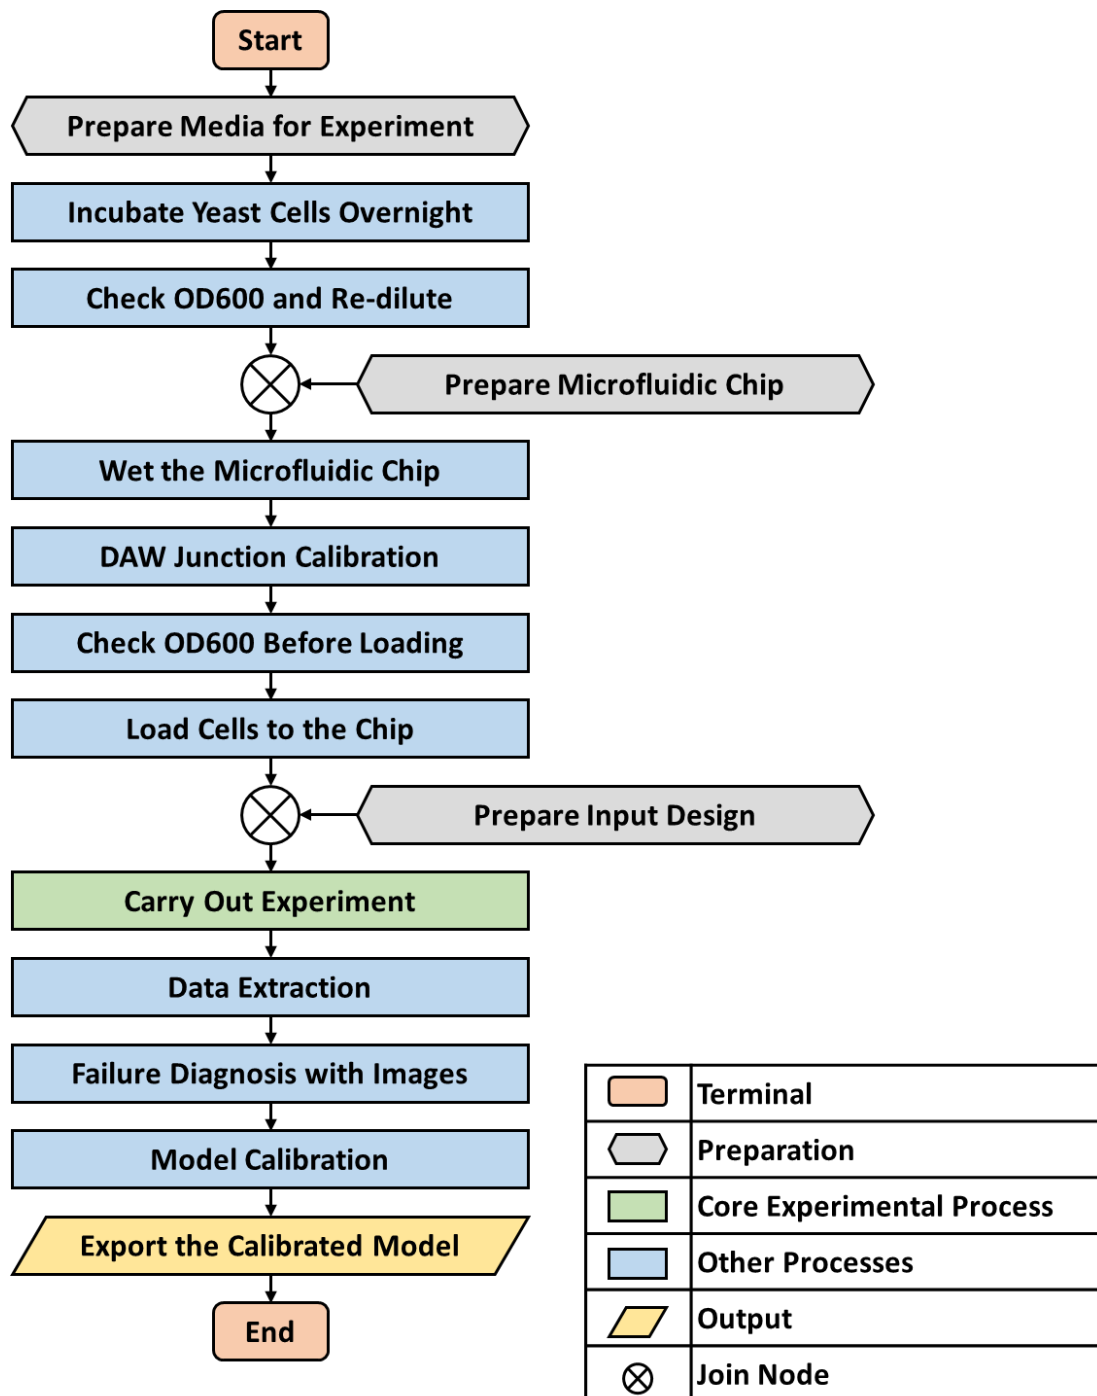 Start
Prepare Media for Experiment
Incubate Yeast Cells Overnight
Check OD600 and Re-dilute
Prepare Microfluidic Chip
Wet the Microfluidic Chip
DAW Junction Calibration
Check OD600 Before Loading
Load Cells to the Chip
Prepare Input Design
Carry Out Experiment
Data Extraction
Failure Diagnosis with Images
Model Calibration
Export the Calibrated Model
End
Terminal
Preparation
Core Experimental Process
Other Processes
Output
Join Node